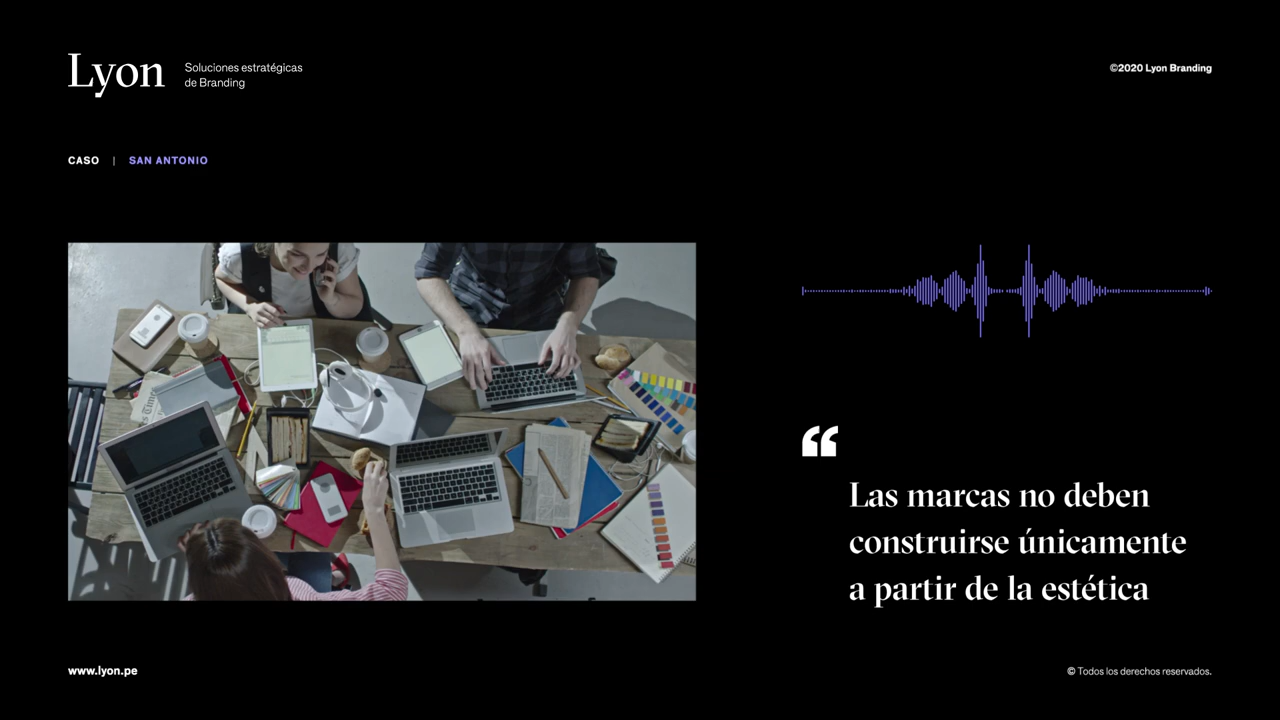 Lyon
Soluciones estratégicas
de Branding
©2020 Lyon Branding
CASO | SAN ANTONIO
“
Las marcas no deben
construirse únicamente
a partir de la estética
www.lyon.pe
© Todos los derechos reservados.